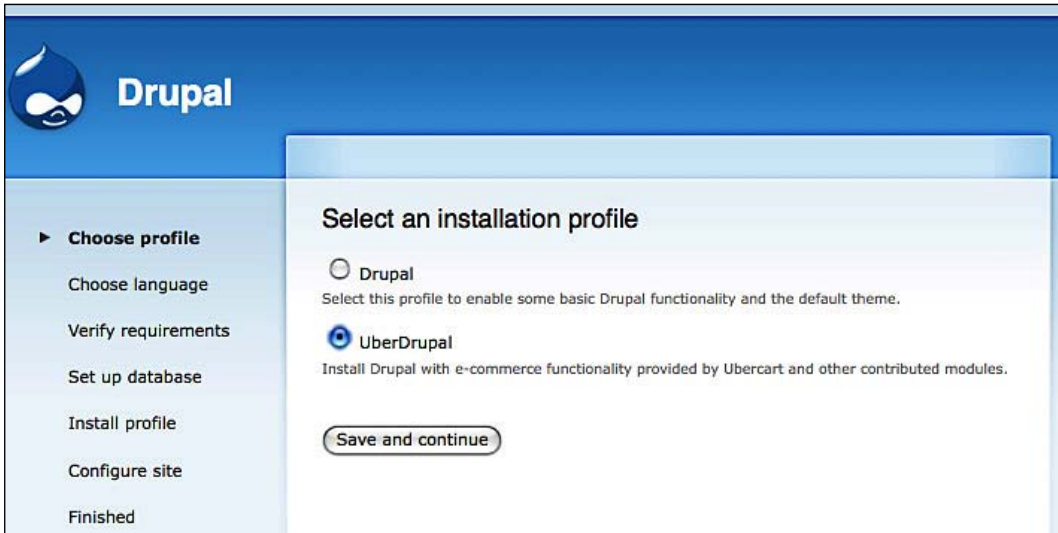 Drupal
Choose profile
Choose language
Verify requirements
Set up database
Install profile
Configure site
Finished
Select an installation profile
Drupal
Select this profile to enable some basic Drupal functionality and the default theme.
UberDrupal
Install Drupal with e-commerce functionality provided by Ubercart and other contributed modules.
Save and continue